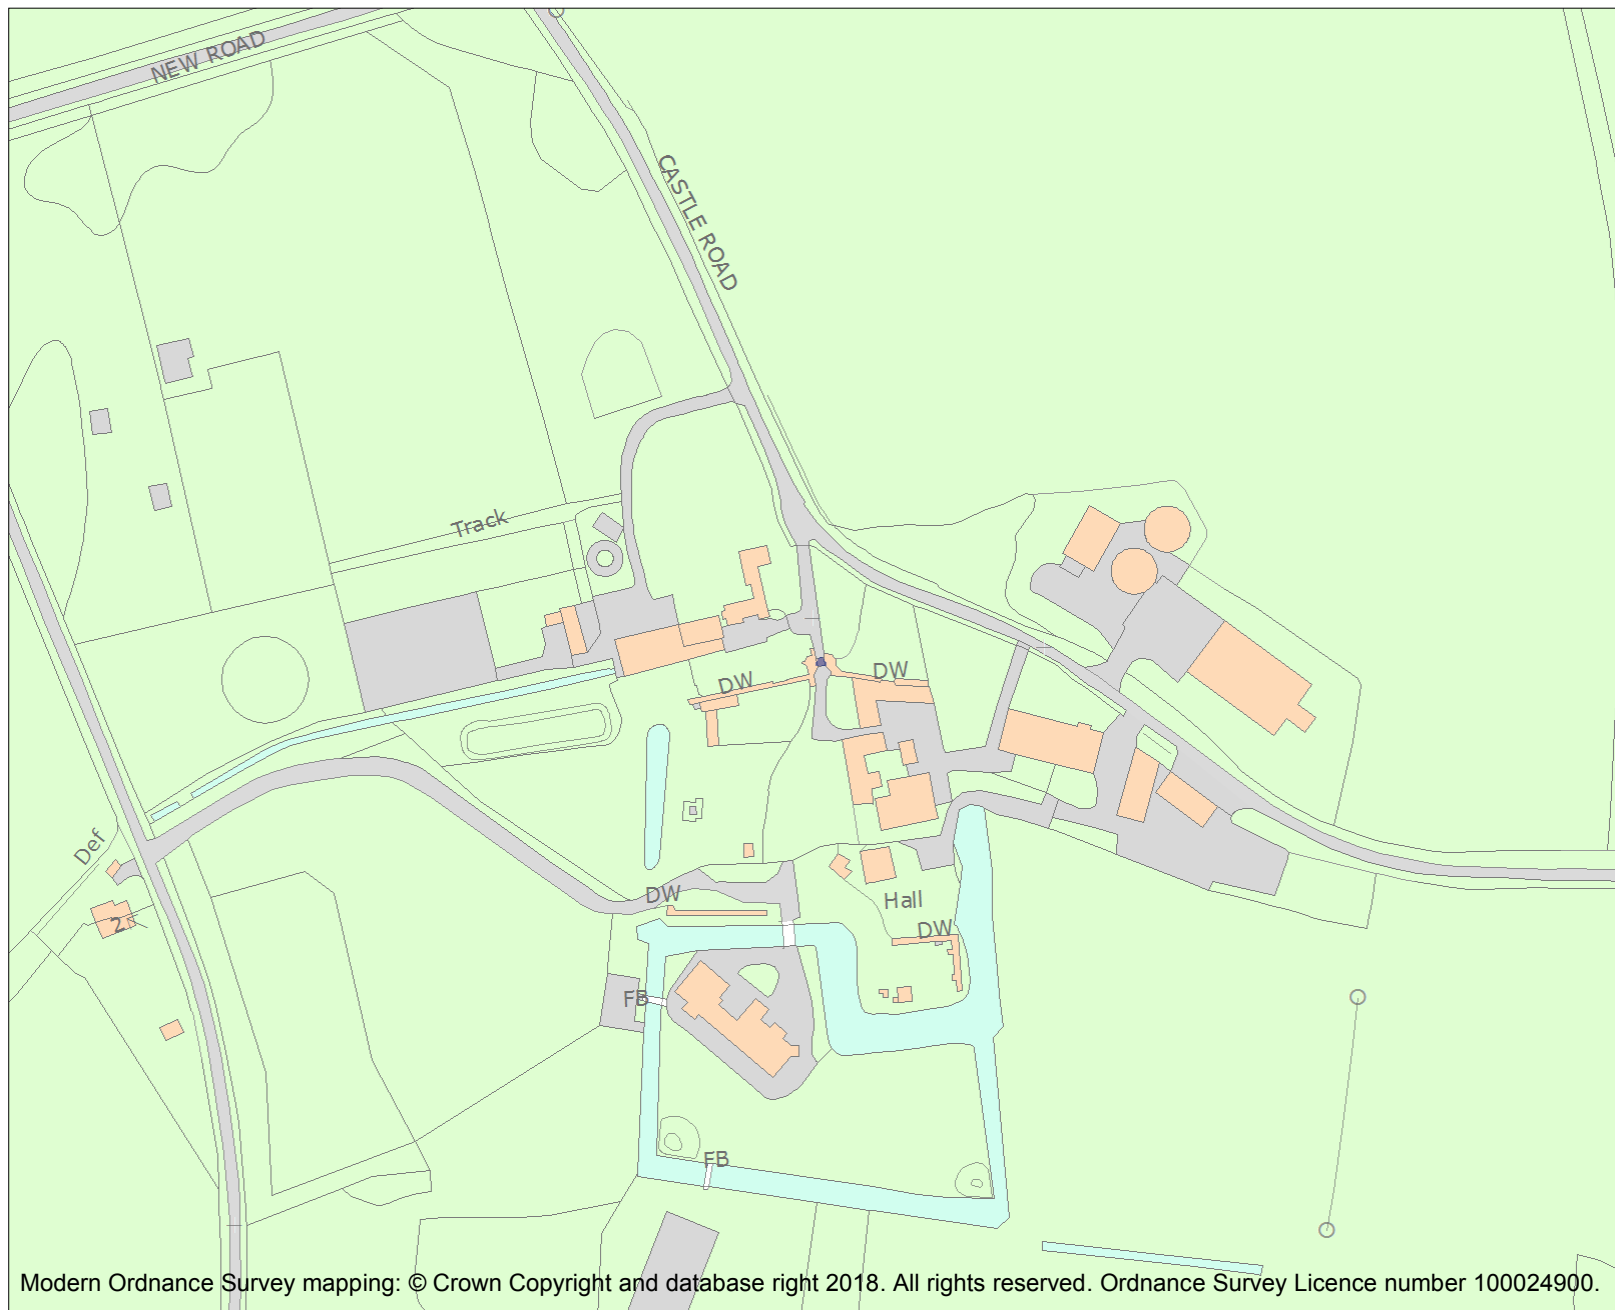 NEW ROAD
CASTLE ROAD
Track
DW
DW
Def
DW
Hall
2
DW
FB
FB
Modern Ordnance Survey mapping: © Crown Copyright and database right 2018. All rights reserved. Ordnance Survey Licence number 100024900.